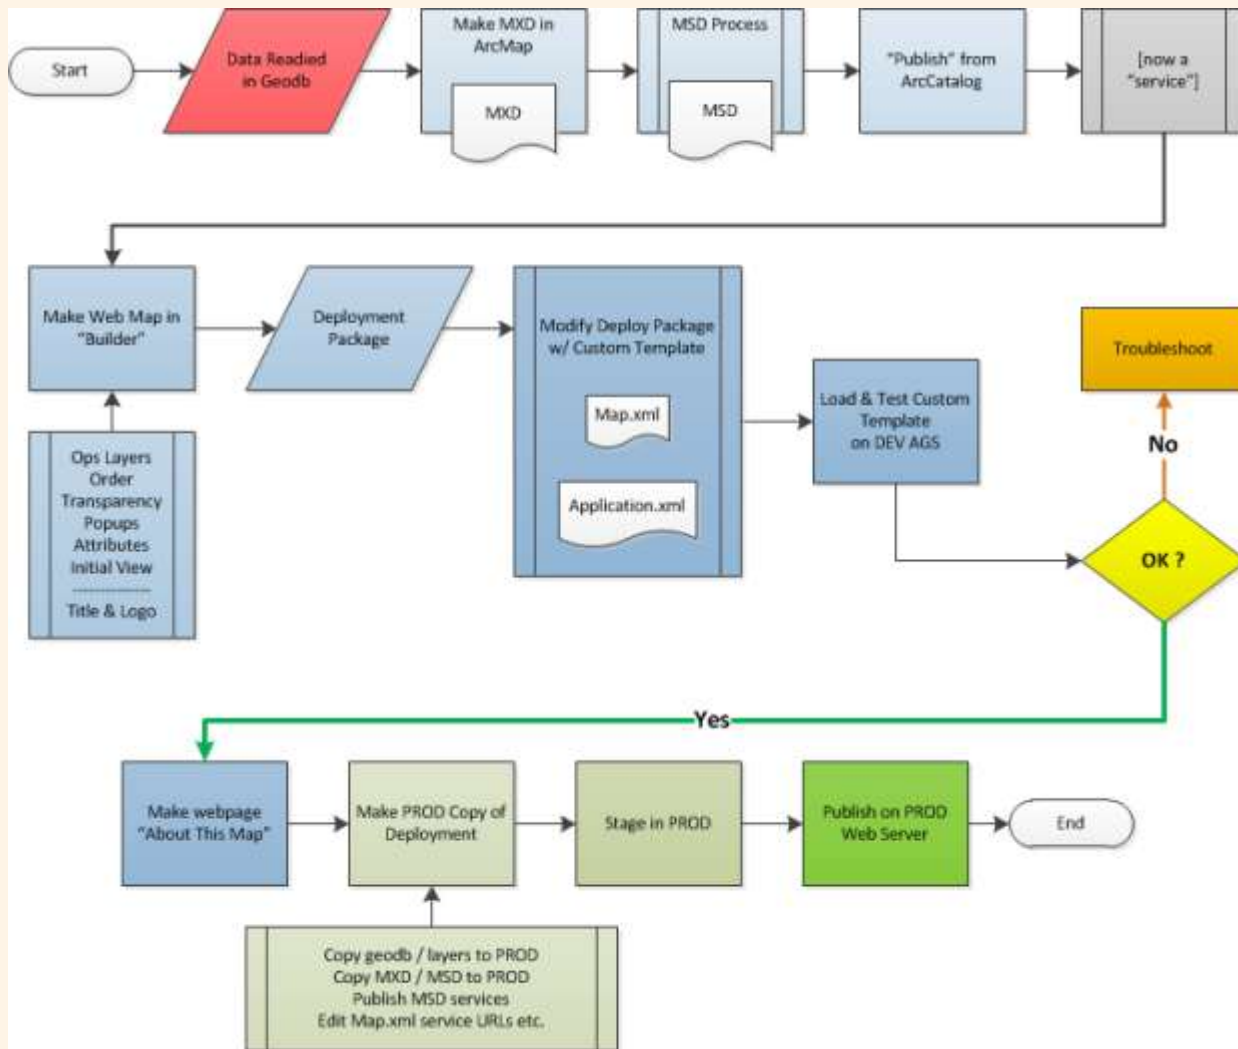 Start
Data Readied
in Geodb
Make MXD in
ArcMap
MXD
MSD Process
MSD
"Publish" from
ArcCatalog
[now a
"service"]
Make Web Map in
"Builder"
Deployment
Package
Modify Deploy Package
w/ Custom Template
Map.xml
Application.xml
Load & Test Custom
Template
on DEV AGS
Troubleshoot
No
OK ?
Ops Layers
Order
Transparency
Popups
Attributes
Initial View
-----------------
Title & Logo
Yes
Make webpage
"About This Map"
Make PROD Copy of
Deployment
Stage in PROD
Publish on PROD
Web Server
End
Copy geodb / layers to PROD
Copy MXD / MSD to PROD
Publish MSD services
Edit Map.xml service URLs etc.